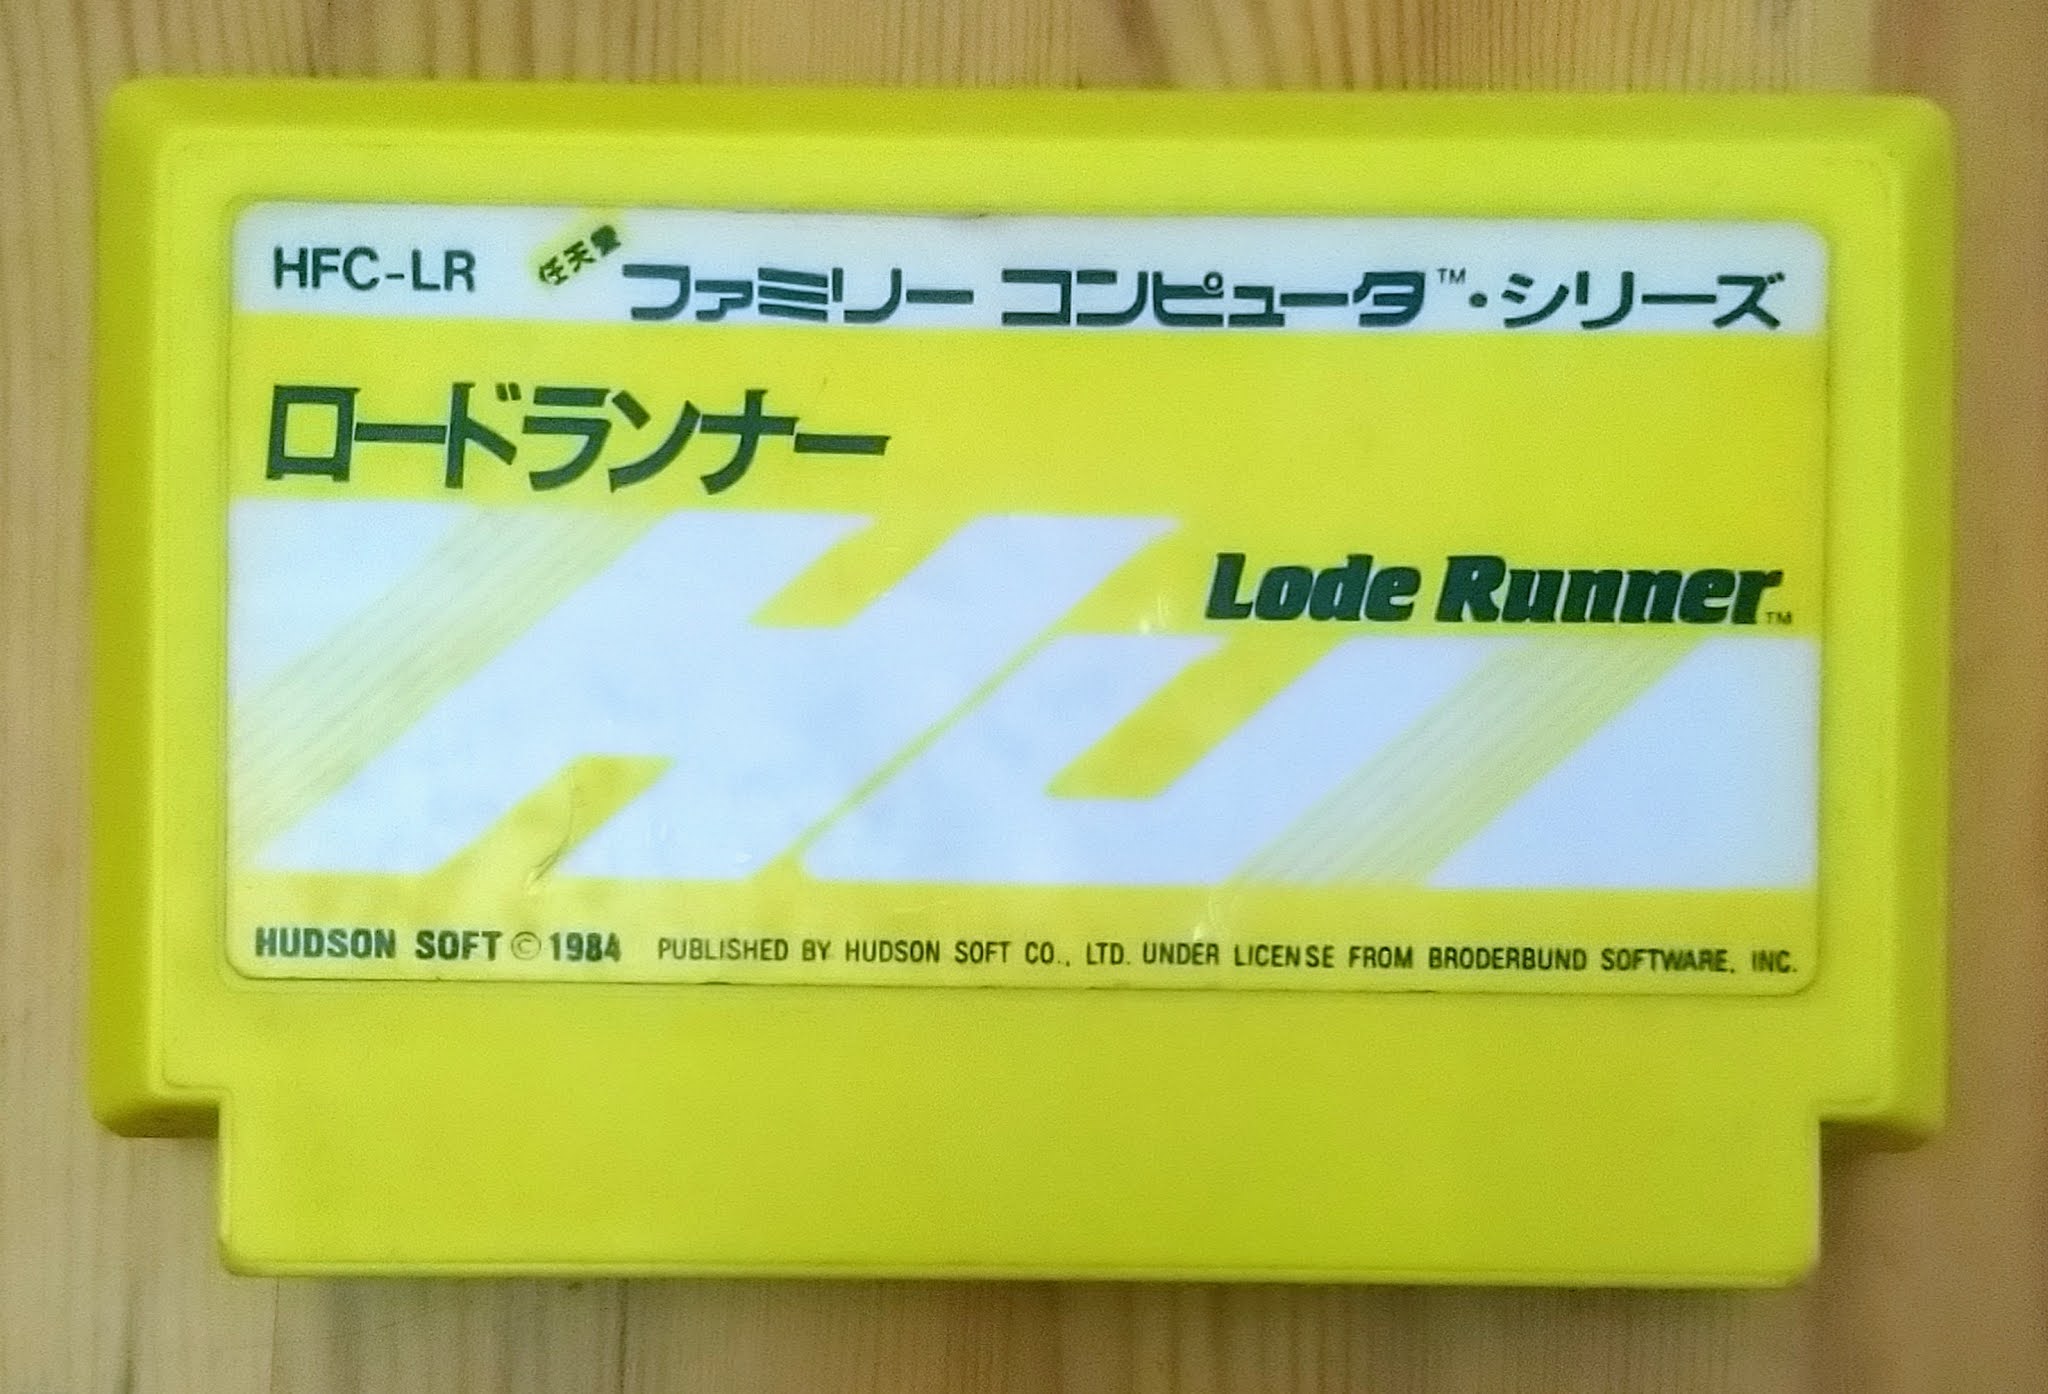 HFC-LR 任天堂 ファミリー コンピュータ™・シリーズ
ロードランナー
Lode Runner™
HU
HUDSON SOFT © 1984 PUBLISHED BY HUDSON SOFT CO., LTD. UNDER LICENSE FROM BRODERBUND SOFTWARE, INC.